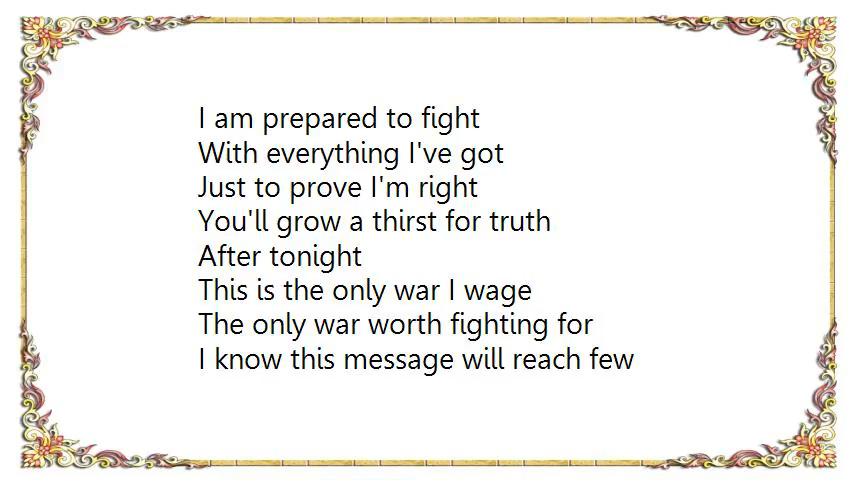 I am prepared to fight
With everything I've got
Just to prove I'm right
You'll grow a thirst for truth
After tonight
This is the only war I wage
The only war worth fighting for
I know this message will reach few